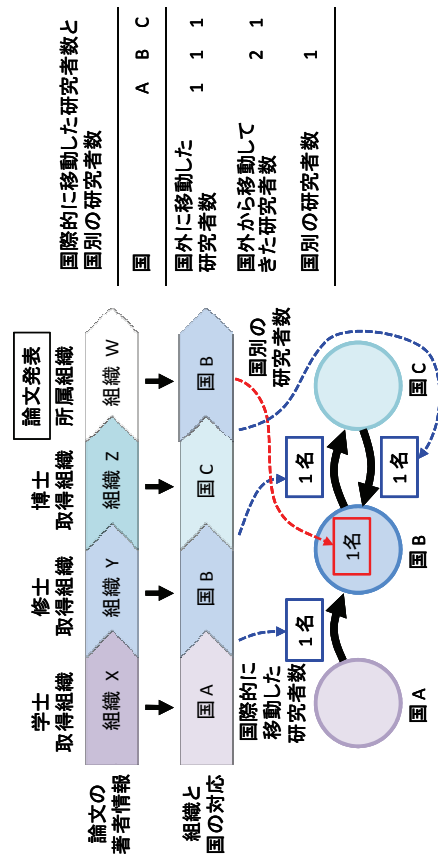 学士
取得組織
修士
取得組織
博士
取得組織
論文発表
所属組織
論文の
著者情報
組織 X
組織 Y
組織 Z
組織 W
組織と
国の対応
国 A
国 B
国 C
国 B
国際的に
移動した
研究者数
1名
1名
国別の
研究者数
1名
1名
国A
国B
国C
国際的に移動した研究者数と
国別の研究者数
国 A B C
国外に移動した
研究者数 1 1 1
国外から移動して
きた研究者数 2 1
国別の研究者数 1